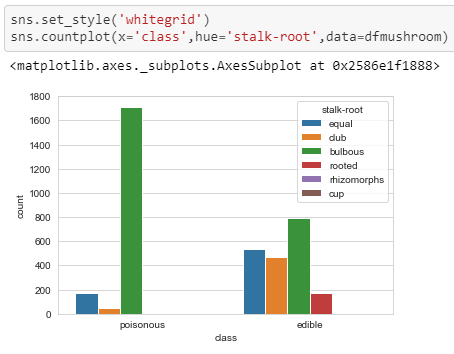 sns.set_style('whitegrid')
sns.countplot(x='class',hue='stalk-root',data=dfmushroom)
<matplotlib.axes._subplots.AxesSubplot at 0x2586e1f1888>
stalk-root
equal
club
bulbous
rooted
rhizomorphs
cup
1800
1600
1400
1200
1000
800
600
400
200
0
count
poisonous edible
class